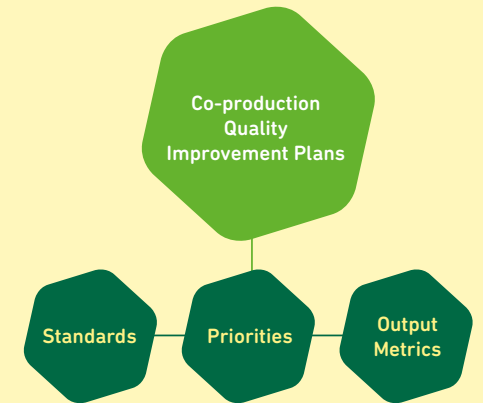 Co-production
Quality
Improvement Plans
Standards
Priorities
Output
Metrics